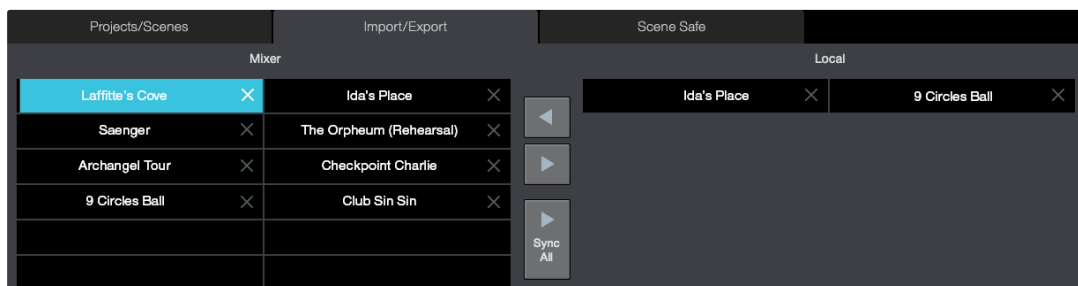 Projects/Scenes Import/Export Scene Safe
Mixer Local
Laffitte's Cove Ida's Place Ida's Place 9 Circles Ball
Saenger The Orpheum (Rehearsal)
Archangel Tour Checkpoint Charlie
9 Circles Ball Club Sin Sin
Sync
All